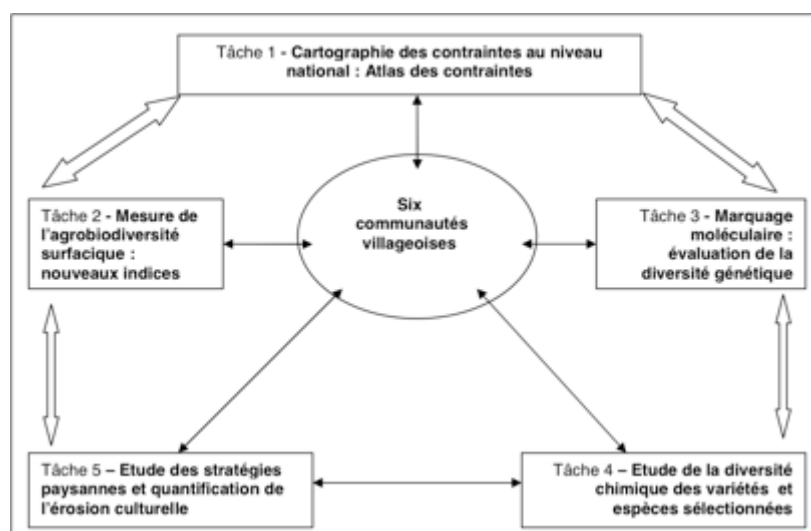 Tâche 1 - Cartographie des contraintes au niveau
national : Atlas des contraintes
Six
communautés
villageoises
Tâche 2 - Mesure de
l'agrobiodiversité
surfacique :
nouveaux indices
Tâche 3 - Marquage
moléculaire :
évaluation de la
diversité génétique
Tâche 5 – Etude des stratégies
paysannes et quantification de
l'érosion culturelle
Tâche 4 – Etude de la diversité
chimique des variétés et
espèces sélectionnées